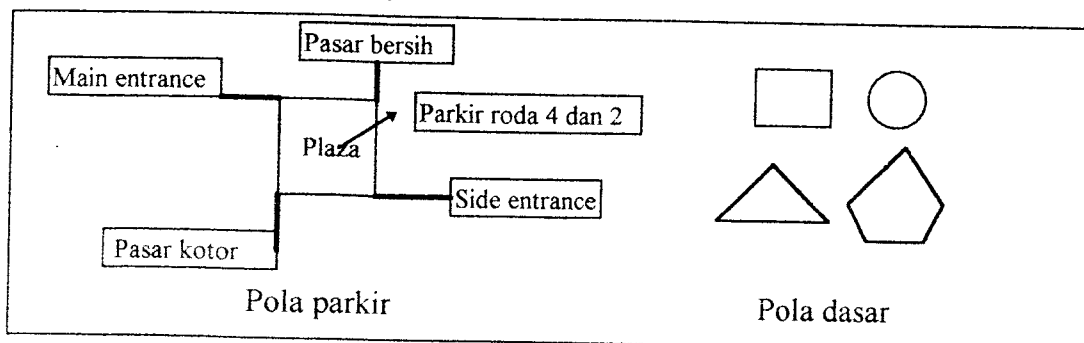 Pasar bersih
Main entrance
Parkir roda 4 dan 2
Plaza
Side entrance
Pasar kotor
Pola parkir
Pola dasar